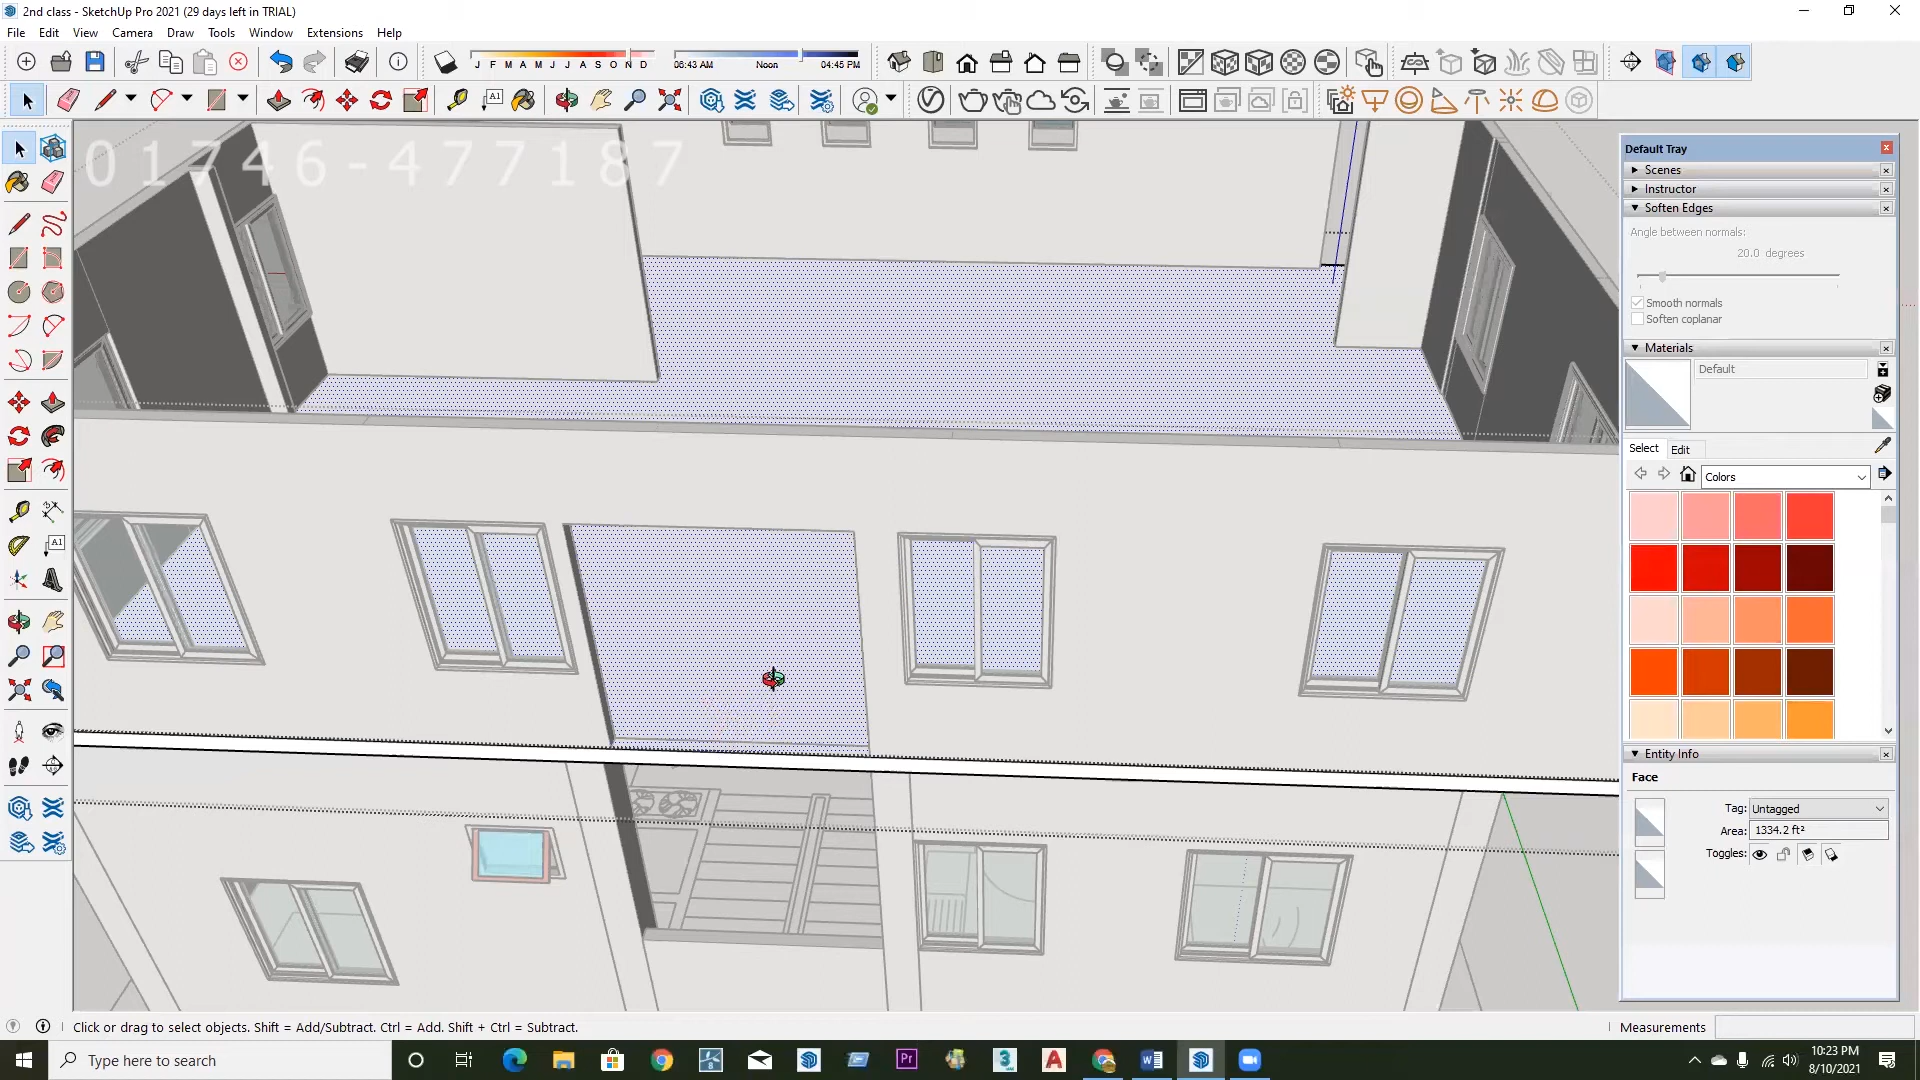 2nd class - SketchUp Pro 2021 (29 days left in TRIAL)
File Edit View Camera Draw Tools Window Extensions Help
J F M A M J J A S O N D 06:43 AM Noon 04:45 PM
A1
01746-477187
Default Tray
Scenes
Instructor
Soften Edges
Angle between normals:
20.0 degrees
Smooth normals
Soften coplanar
Materials
Default
Select Edit
Colors
A1
Entity Info
Face
Tag: Untagged
Area: 1334.2 ft²
Toggles:
Click or drag to select objects. Shift = Add/Subtract. Ctrl = Add. Shift + Ctrl = Subtract.
Measurements
Type here to search
Pr
10:23 PM
8/10/2021